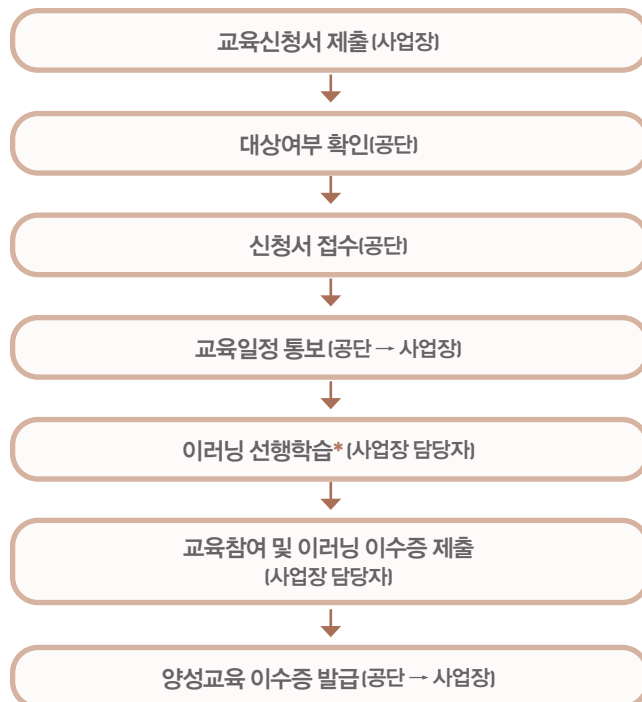 교육신청서 제출(사업장)
대상여부 확인(공단)
신청서 접수(공단)
교육일정 통보(공단 → 사업장)
이러닝 선행학습*(사업장 담당자)
교육참여 및 이러닝 이수증 제출
(사업장 담당자)
양성교육 이수증 발급(공단 → 사업장)